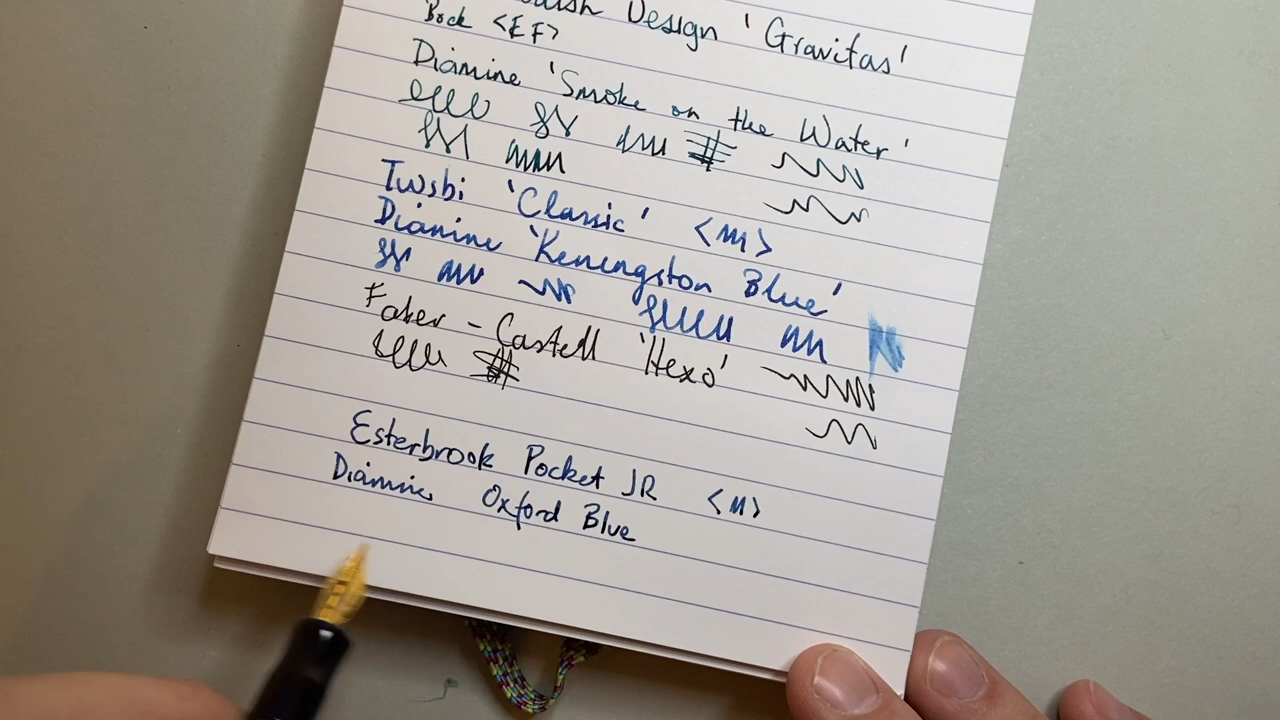 Design 'Gravitas'
Bock <EF>
Diamine 'Smoke on the Water'
Twsbi 'Classic' <M>
Diamine 'Kenengston Blue'
Faber - Castell 'Hexo'
Esterbrook Pocket JR <M>
Diamine Oxford Blue